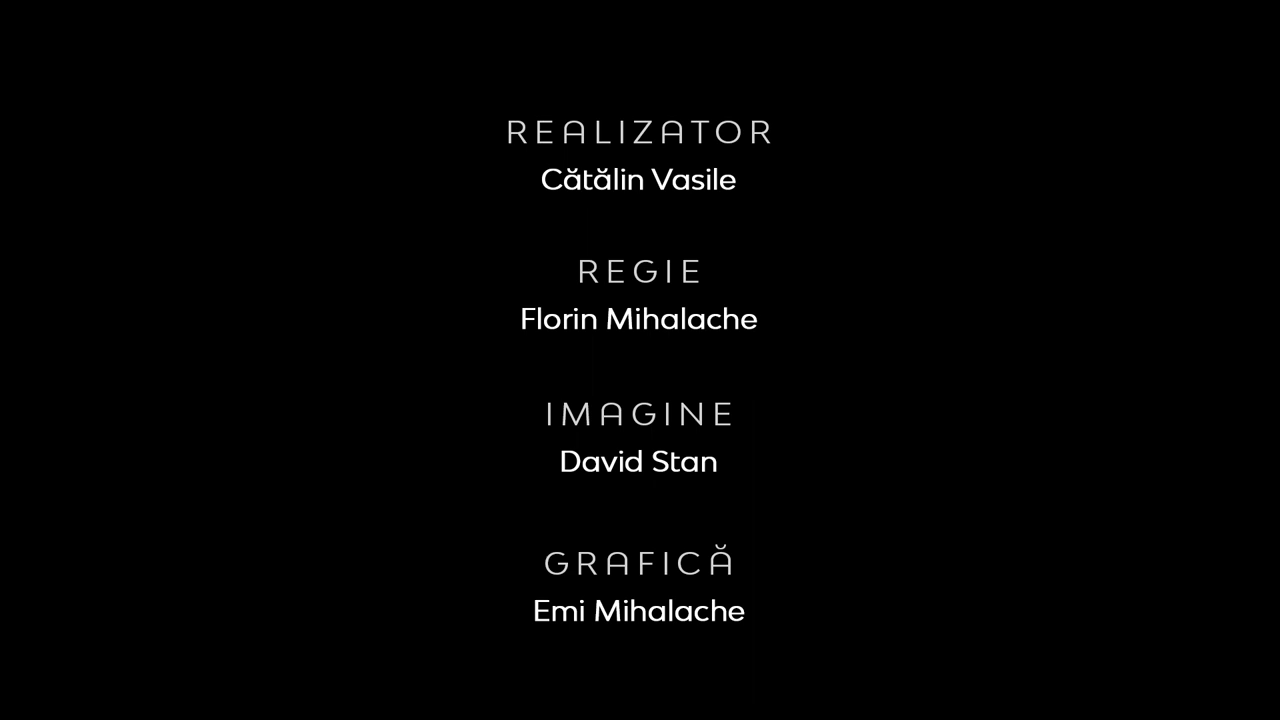 REALIZATOR
Cătălin Vasile
REGIE
Florin Mihalache
IMAGINE
David Stan
GRAFICĂ
Emi Mihalache